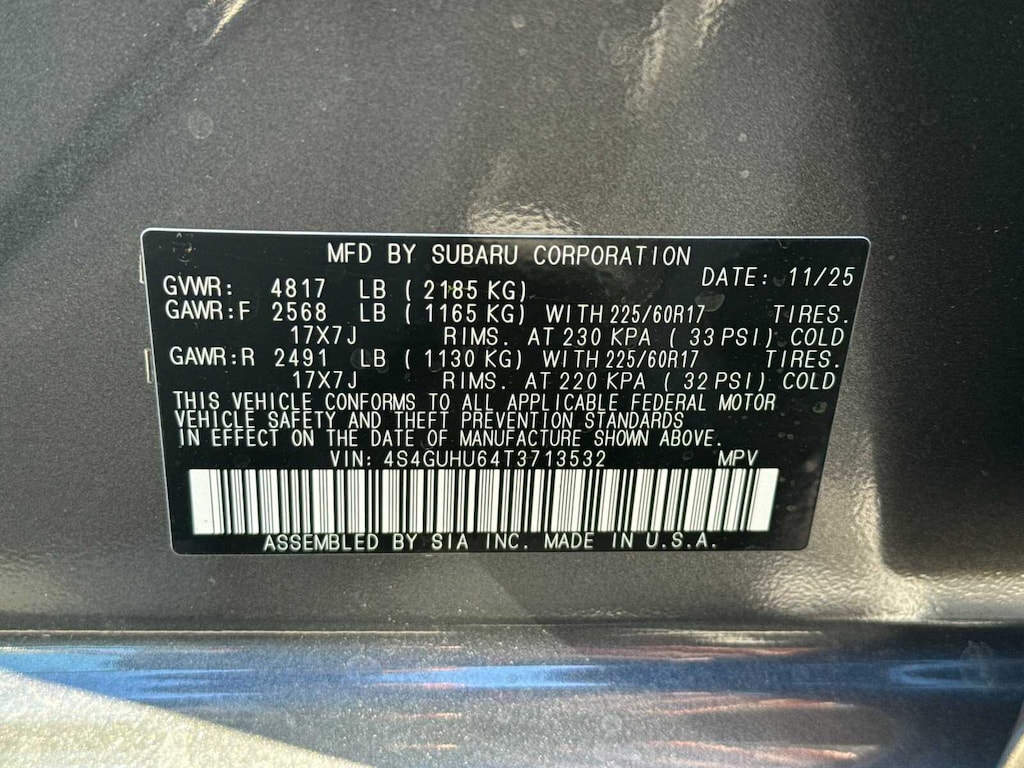 MFD BY SUBARU CORPORATION
DATE: 11/25
GVWR: 4817 LB ( 2185 KG)
GAWR:F 2568 LB ( 1165 KG) WITH 225/60R17 TIRES.
17X7J RIMS. AT 230 KPA ( 33 PSI) COLD
GAWR:R 2491 LB ( 1130 KG) WITH 225/60R17 TIRES.
17X7J RIMS. AT 220 KPA ( 32 PSI) COLD
THIS VEHICLE CONFORMS TO ALL APPLICABLE FEDERAL MOTOR
VEHICLE SAFETY AND THEFT PREVENTION STANDARDS
IN EFFECT ON THE DATE OF MANUFACTURE SHOWN ABOVE.
VIN: 4S4GUHU64T3713532 MPV
ASSEMBLED BY SIA INC. MADE IN U.S.A.